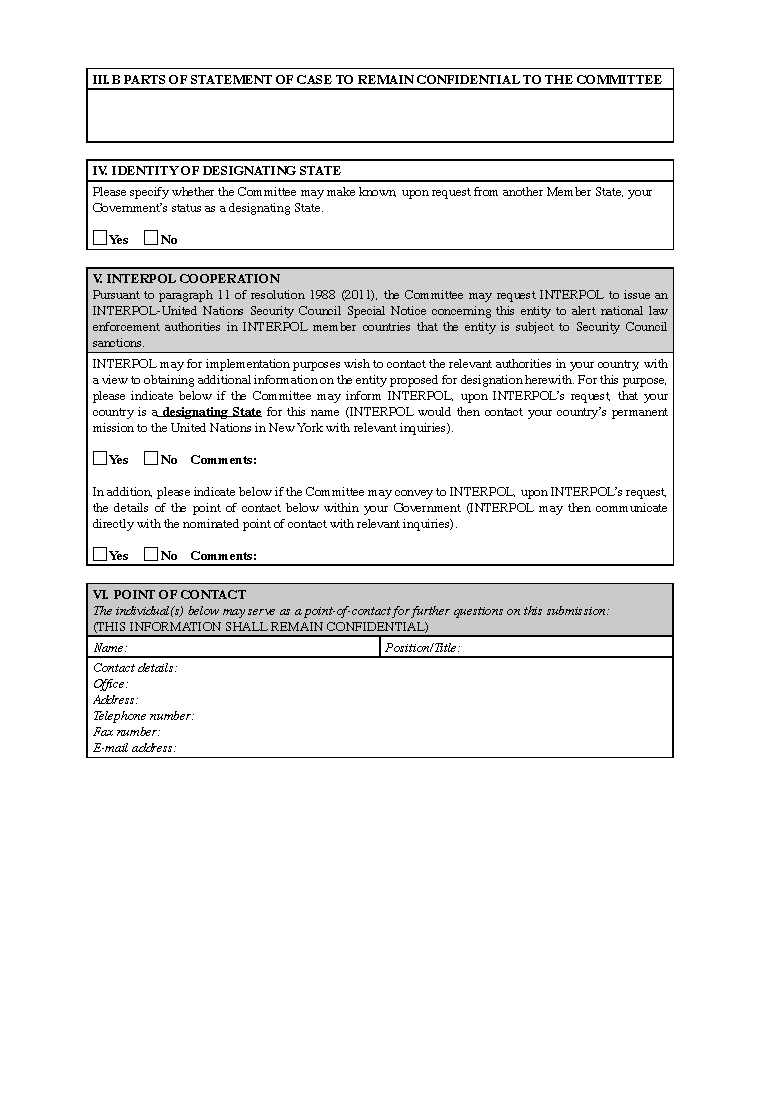 III. B PARTS OF STATEMENT OF CASE TO REMAIN CONFIDENTIAL TO THE COMMITTEE
IV. IDENTITY OF DESIGNATING STATE
Please specify whether the Committee may make known, upon request from another Member State, your
Government's status as a designating State.
☐ Yes ☐ No
V. INTERPOL COOPERATION
Pursuant to paragraph 11 of resolution 1988 (2011), the Committee may request INTERPOL to issue an
INTERPOL-United Nations Security Council Special Notice concerning this entity to alert national law
enforcement authorities in INTERPOL member countries that the entity is subject to Security Council
sanctions.
INTERPOL may for implementation purposes wish to contact the relevant authorities in your country, with
a view to obtaining additional information on the entity proposed for designation herewith. For this purpose,
please indicate below if the Committee may inform INTERPOL, upon INTERPOL's request, that your
country is a designating State for this name (INTERPOL would then contact your country's permanent
mission to the United Nations in New York with relevant inquiries).
☐ Yes ☐ No Comments:
In addition, please indicate below if the Committee may convey to INTERPOL, upon INTERPOL's request,
the details of the point of contact below within your Government (INTERPOL may then communicate
directly with the nominated point of contact with relevant inquiries).
☐ Yes ☐ No Comments:
VI. POINT OF CONTACT
The individual(s) below may serve as a point-of-contact for further questions on this submission:
(THIS INFORMATION SHALL REMAIN CONFIDENTIAL)
Name: Position/Title:
Contact details:
Office:
Address:
Telephone number:
Fax number:
E-mail address: